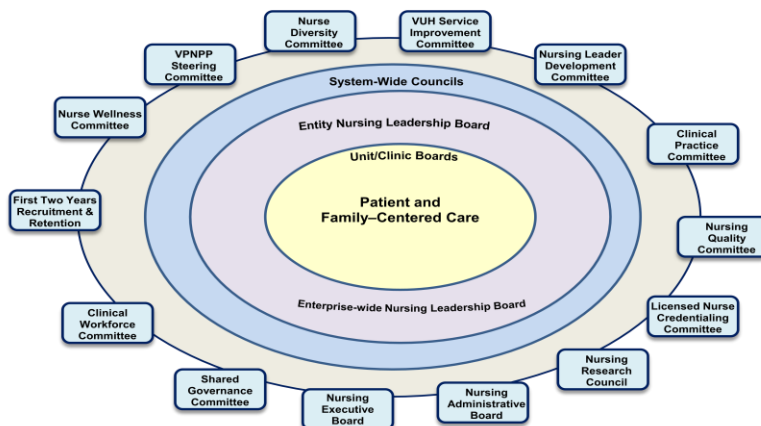 Nurse
Diversity
Committee
VUH Service
Improvement
Committee
Nursing Leader
Development
Committee
Clinical
Practice
Committee
Nursing
Quality
Committee
Licensed Nurse
Credentialing
Committee
Nursing
Research
Council
Nursing
Administrative
Board
Nursing
Executive
Board
Shared
Governance
Committee
Clinical
Workforce
Committee
First Two Years
Recruitment &
Retention
Nurse Wellness
Committee
VPNPP
Steering
Committee
System-Wide Councils
Entity Nursing Leadership Board
Unit/Clinic Boards
Patient and
Family–Centered Care
Enterprise-wide Nursing Leadership Board